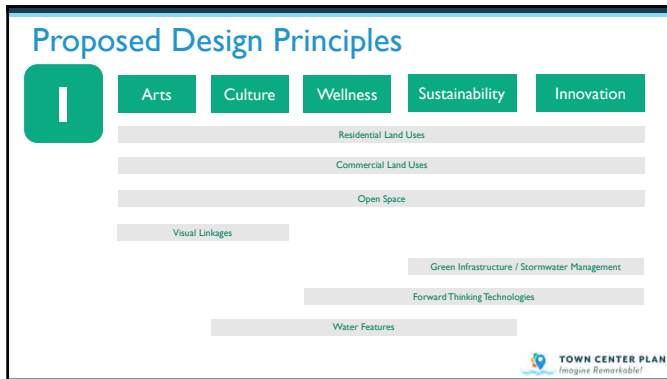 Proposed Design Principles
1
Arts
Culture
Wellness
Sustainability
Innovation
Residential Land Uses
Commercial Land Uses
Open Space
Visual Linkages
Green Infrastructure / Stormwater Management
Forward Thinking Technologies
Water Features
TOWN CENTER PLAN
Imagine Remarkable!